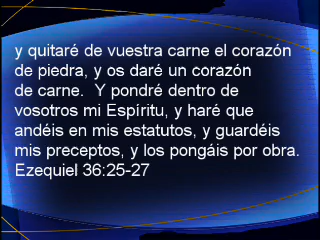 y quitaré de vuestra carne el corazón
de piedra, y os daré un corazón
de carne.  Y pondré dentro de
vosotros mi Espíritu, y haré que
andéis en mis estatutos, y guardéis
mis preceptos, y los pongáis por obra.
Ezequiel 36:25-27